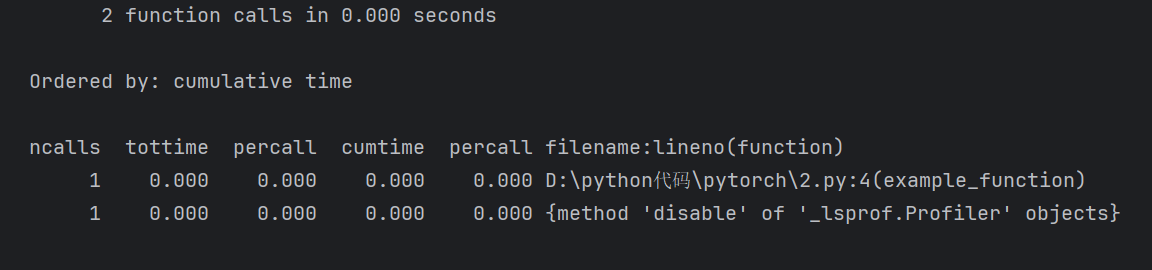 2 function calls in 0.000 seconds
Ordered by: cumulative time
ncalls  tottime  percall  cumtime  percall filename:lineno(function)
1    0.000    0.000    0.000    0.000 D:\python代码\pytorch\2.py:4(example_function)
1    0.000    0.000    0.000    0.000 {method 'disable' of '_lsprof.Profiler' objects}